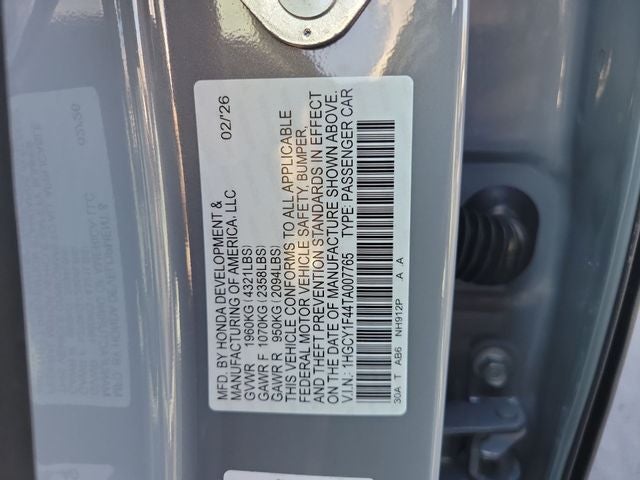 MFD. BY HONDA DEVELOPMENT & 02/'26
MANUFACTURING OF AMERICA, LLC
GVWR 1960KG(4321LBS)
GAWR F 1070KG(2358LBS)
GAWR R 950KG(2094LBS)
THIS VEHICLE CONFORMS TO ALL APPLICABLE
FEDERAL MOTOR VEHICLE SAFETY, BUMPER,
AND THEFT PREVENTION STANDARDS IN EFFECT
ON THE DATE OF MANUFACTURE SHOWN ABOVE.
V.I.N.: 1HGCY1F44TA007765 TYPE: PASSENGER CAR
30A T AB6 NH912P A A